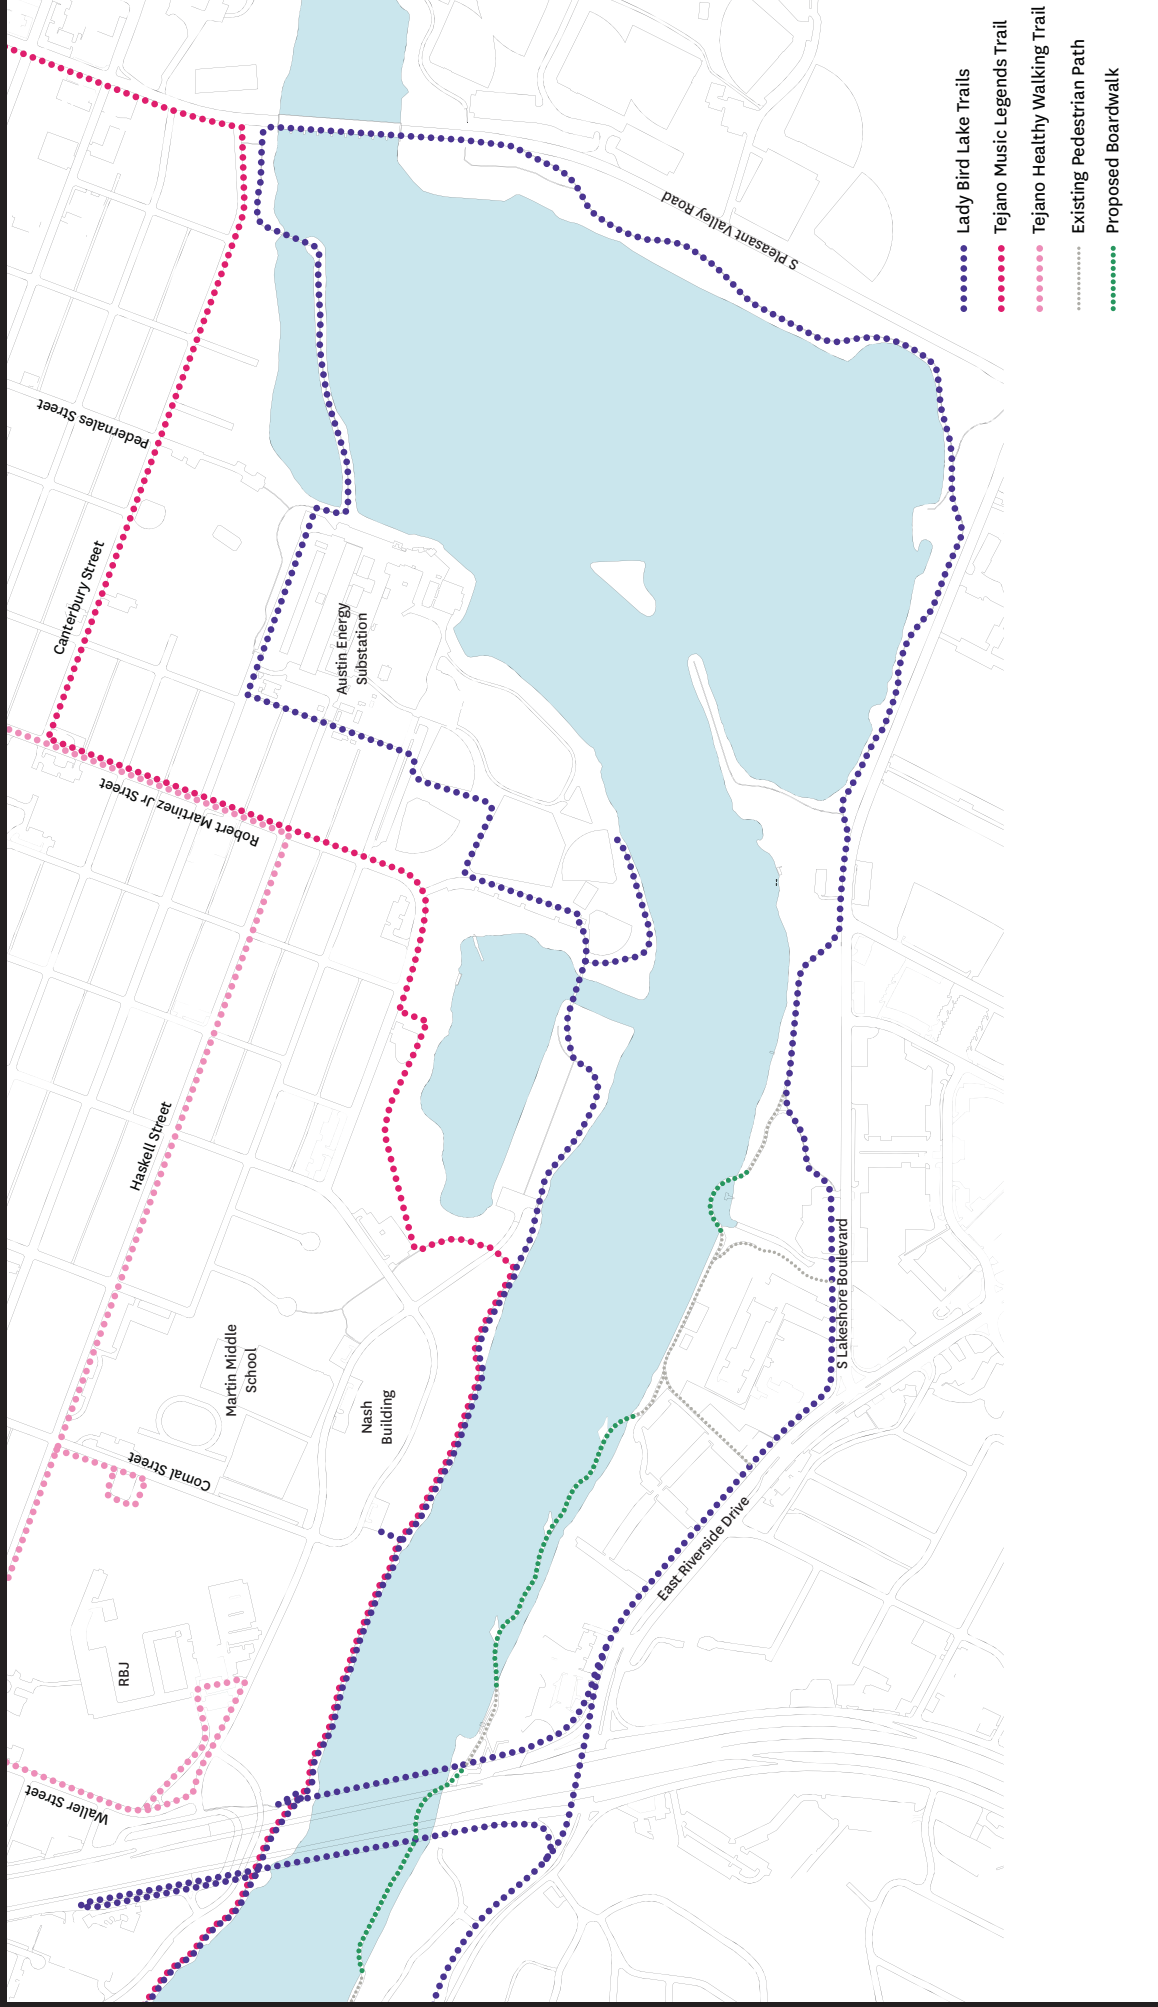 Lady Bird Lake Trails
Tejano Music Legends Trail
Tejano Healthy Walking Trail
Existing Pedestrian Path
Proposed Boardwalk
S Pleasant Valley Road
Pedernales Street
Canterbury Street
Austin Energy
Substation
Robert Martinez Jr Street
Haskell Street
Martin Middle
School
Nash
Building
Comal Street
S Lakeshore Boulevard
East Riverside Drive
RBJ
Waller Street